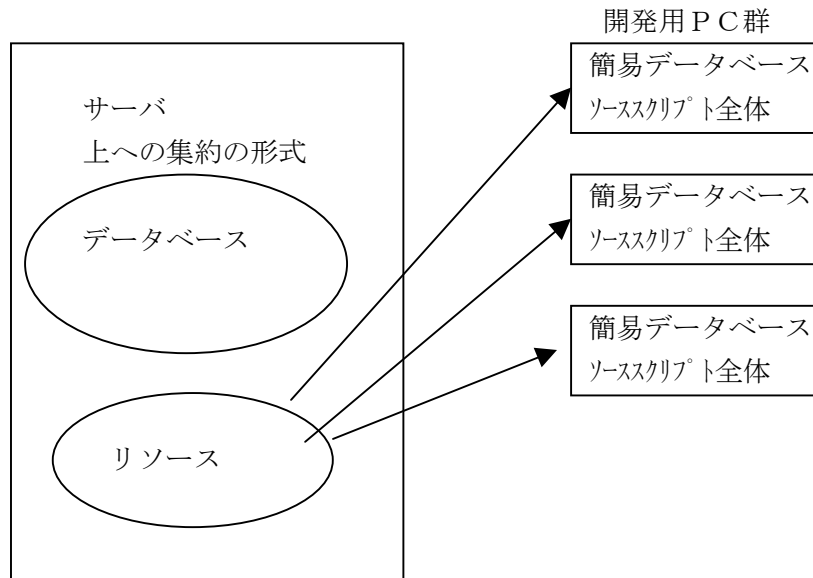 開発用ＰＣ群
サーバ
上への集約の形式
データベース
リソース
簡易データベース
ｿｰｽｽｸﾘﾌﾟﾄ全体
簡易データベース
ｿｰｽｽｸﾘﾌﾟﾄ全体
簡易データベース
ｿｰｽｽｸﾘﾌﾟﾄ全体